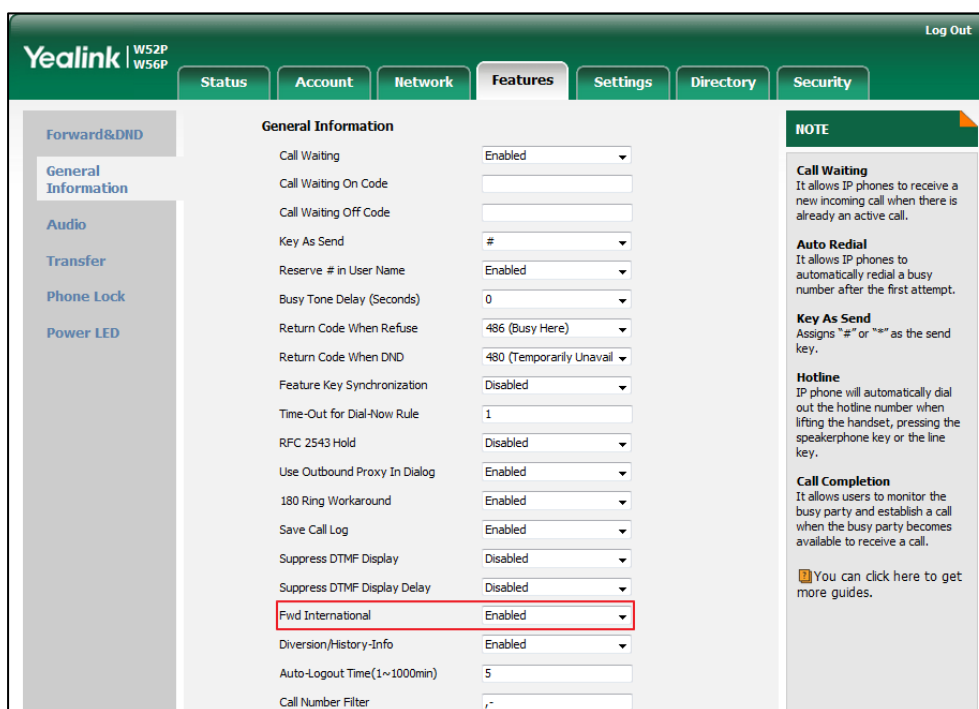 Log Out
Yealink | W52P
W56P
Status Account Network Features Settings Directory Security
Forward&DND
General
Information
Audio
Transfer
Phone Lock
Power LED
General Information
Call Waiting Enabled
Call Waiting On Code
Call Waiting Off Code
Key As Send #
Reserve # in User Name Enabled
Busy Tone Delay (Seconds) 0
Return Code When Refuse 486 (Busy Here)
Return Code When DND 480 (Temporarily Unavail
Feature Key Synchronization Disabled
Time-Out for Dial-Now Rule 1
RFC 2543 Hold Disabled
Use Outbound Proxy In Dialog Enabled
180 Ring Workaround Enabled
Save Call Log Enabled
Suppress DTMF Display Disabled
Suppress DTMF Display Delay Disabled
Fwd International Enabled
Diversion/History-Info Enabled
Auto-Logout Time(1~1000min) 5
Call Number Filter ,-
NOTE
Call Waiting
It allows IP phones to receive a
new incoming call when there is
already an active call.
Auto Redial
It allows IP phones to
automatically redial a busy
number after the first attempt.
Key As Send
Assigns "#" or "*" as the send
key.
Hotline
IP phone will automatically dial
out the hotline number when
lifting the handset, pressing the
speakerphone key or the line
key.
Call Completion
It allows users to monitor the
busy party and establish a call
when the busy party becomes
available to receive a call.
You can click here to get
more guides.